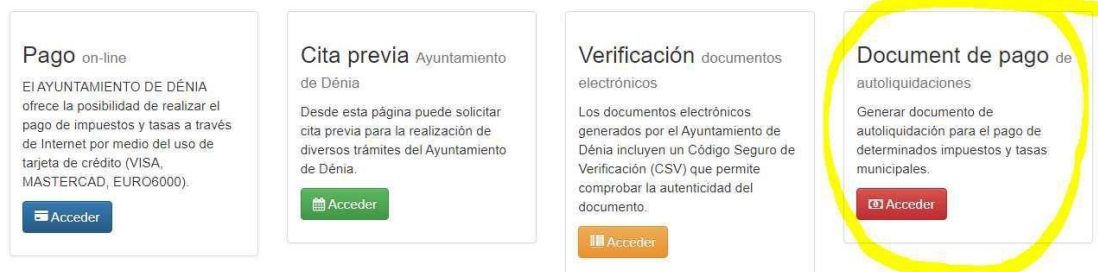 Pago on-line
El AYUNTAMIENTO DE DÉNIA
ofrece la posibilidad de realizar el
pago de impuestos y tasas a través
de Internet por medio del uso de
tarjeta de crédito (VISA,
MASTERCAD, EURO6000).
Acceder
Cita previa Ayuntamiento
de Dénia
Desde esta página puede solicitar
cita previa para la realización de
diversos trámites del Ayuntamiento
de Dénia.
Acceder
Verificación documentos
electrónicos
Los documentos electrónicos
generados por el Ayuntamiento de
Dénia incluyen un Código Seguro de
Verificación (CSV) que permite
comprobar la autenticidad del
documento.
Acceder
Document de pago de
autoliquidaciones
Generar documento de
autoliquidación para el pago de
determinados impuestos y tasas
municipales.
Acceder